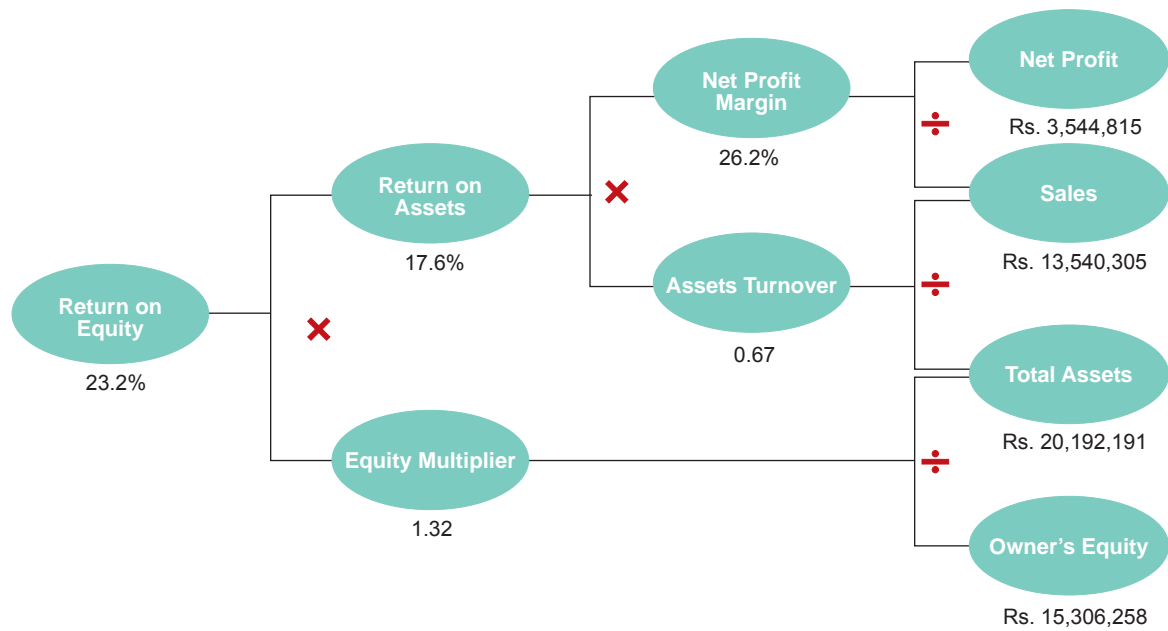 Return on
Equity
23.2%
Return on
Assets
17.6%
Equity Multiplier
1.32
Net Profit
Margin
26.2%
Assets Turnover
0.67
Net Profit
Rs. 3,544,815
Sales
Rs. 13,540,305
Total Assets
Rs. 20,192,191
Owner’s Equity
Rs. 15,306,258